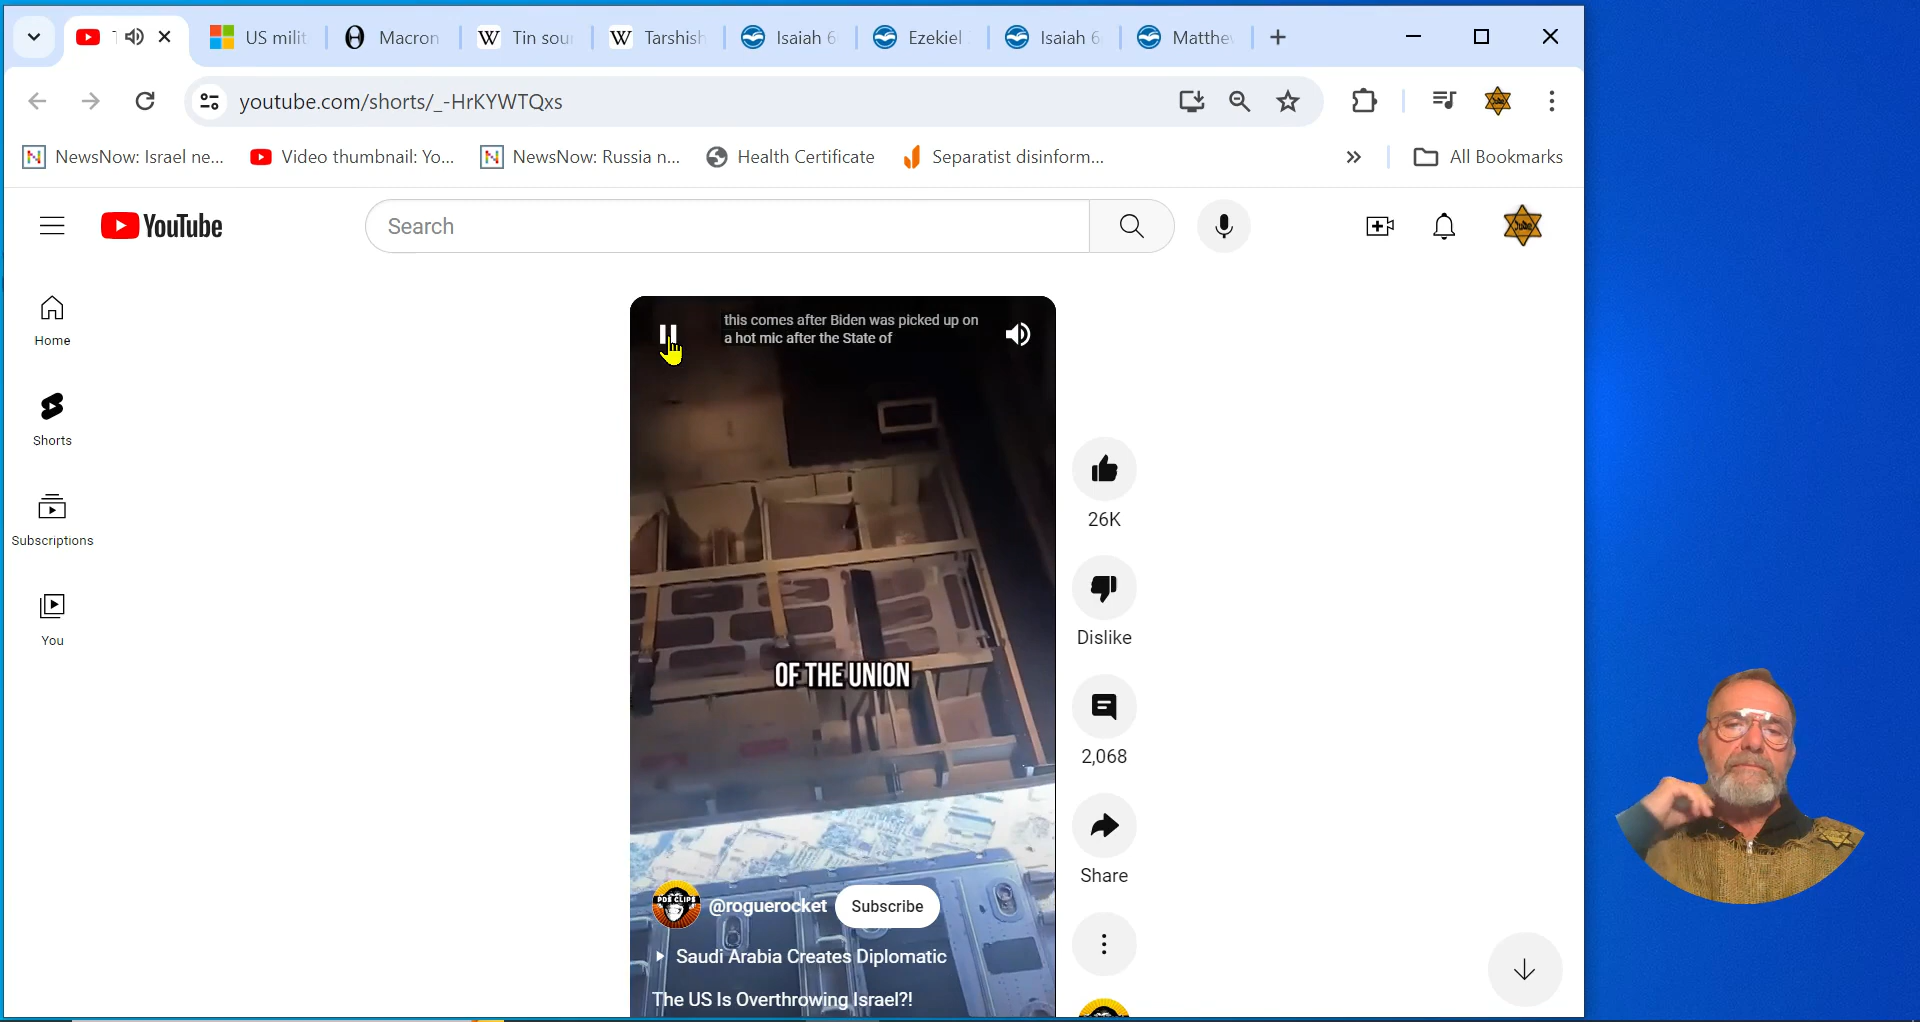 US milit
Macron
Tin sou
Tarshish
Isaiah 6
Ezekiel
Isaiah 6
Matthe
youtube.com/shorts/_-HrKYWTQxs
NewsNow: Israel ne...
Video thumbnail: Yo...
NewsNow: Russia n...
Health Certificate
Separatist disinform...
All Bookmarks
YouTube
Search
Home
Shorts
Subscriptions
You
this comes after Biden was picked up on
a hot mic after the State of
OF THE UNION
26K
Dislike
2,068
Share
PDS CLIPS
@roguerocket
Subscribe
Saudi Arabia Creates Diplomatic
The US Is Overthrowing Israel?!